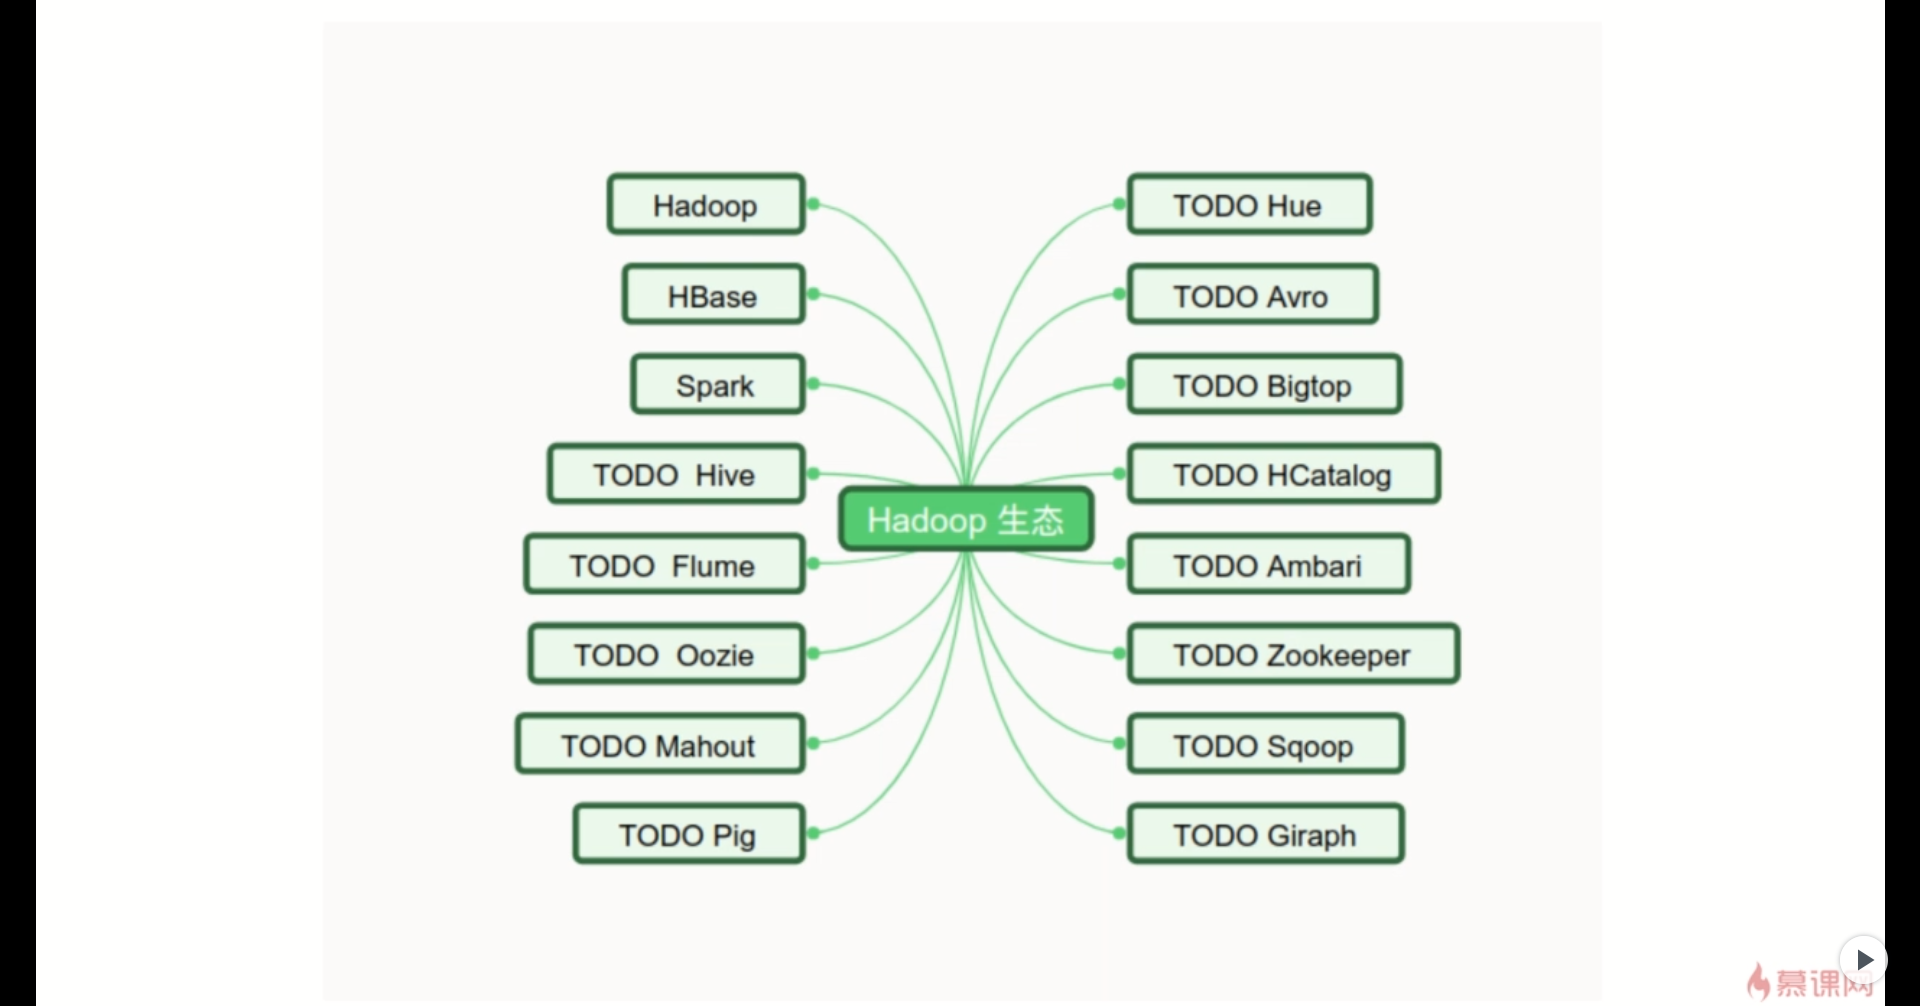 Hadoop
HBase
Spark
TODO  Hive
TODO  Flume
TODO  Oozie
TODO Mahout
TODO Pig
Hadoop 生态
TODO Hue
TODO Avro
TODO Bigtop
TODO HCatalog
TODO Ambari
TODO Zookeeper
TODO Sqoop
TODO Giraph
慕课网